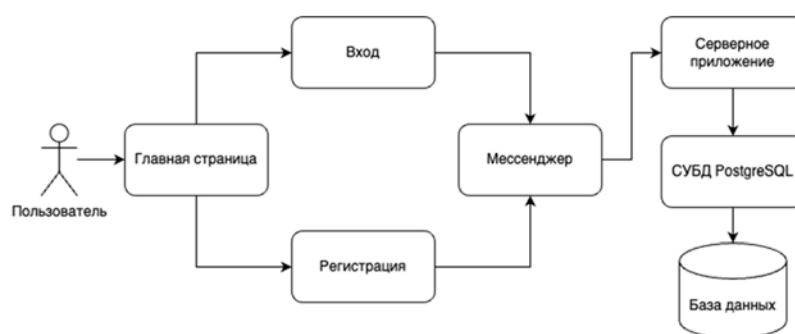 Вход
Серверное
приложение
Главная страница
Мессенджер
СУБД PostgreSQL
Пользователь
Регистрация
База данных